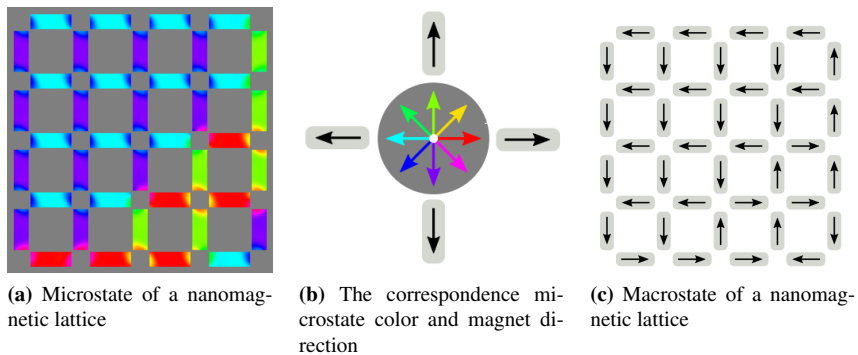 (a) Microstate of a nanomag-
netic lattice
(b) The correspondence mi-
crostate color and magnet di-
rection
(c) Macrostate of a nanomag-
netic lattice